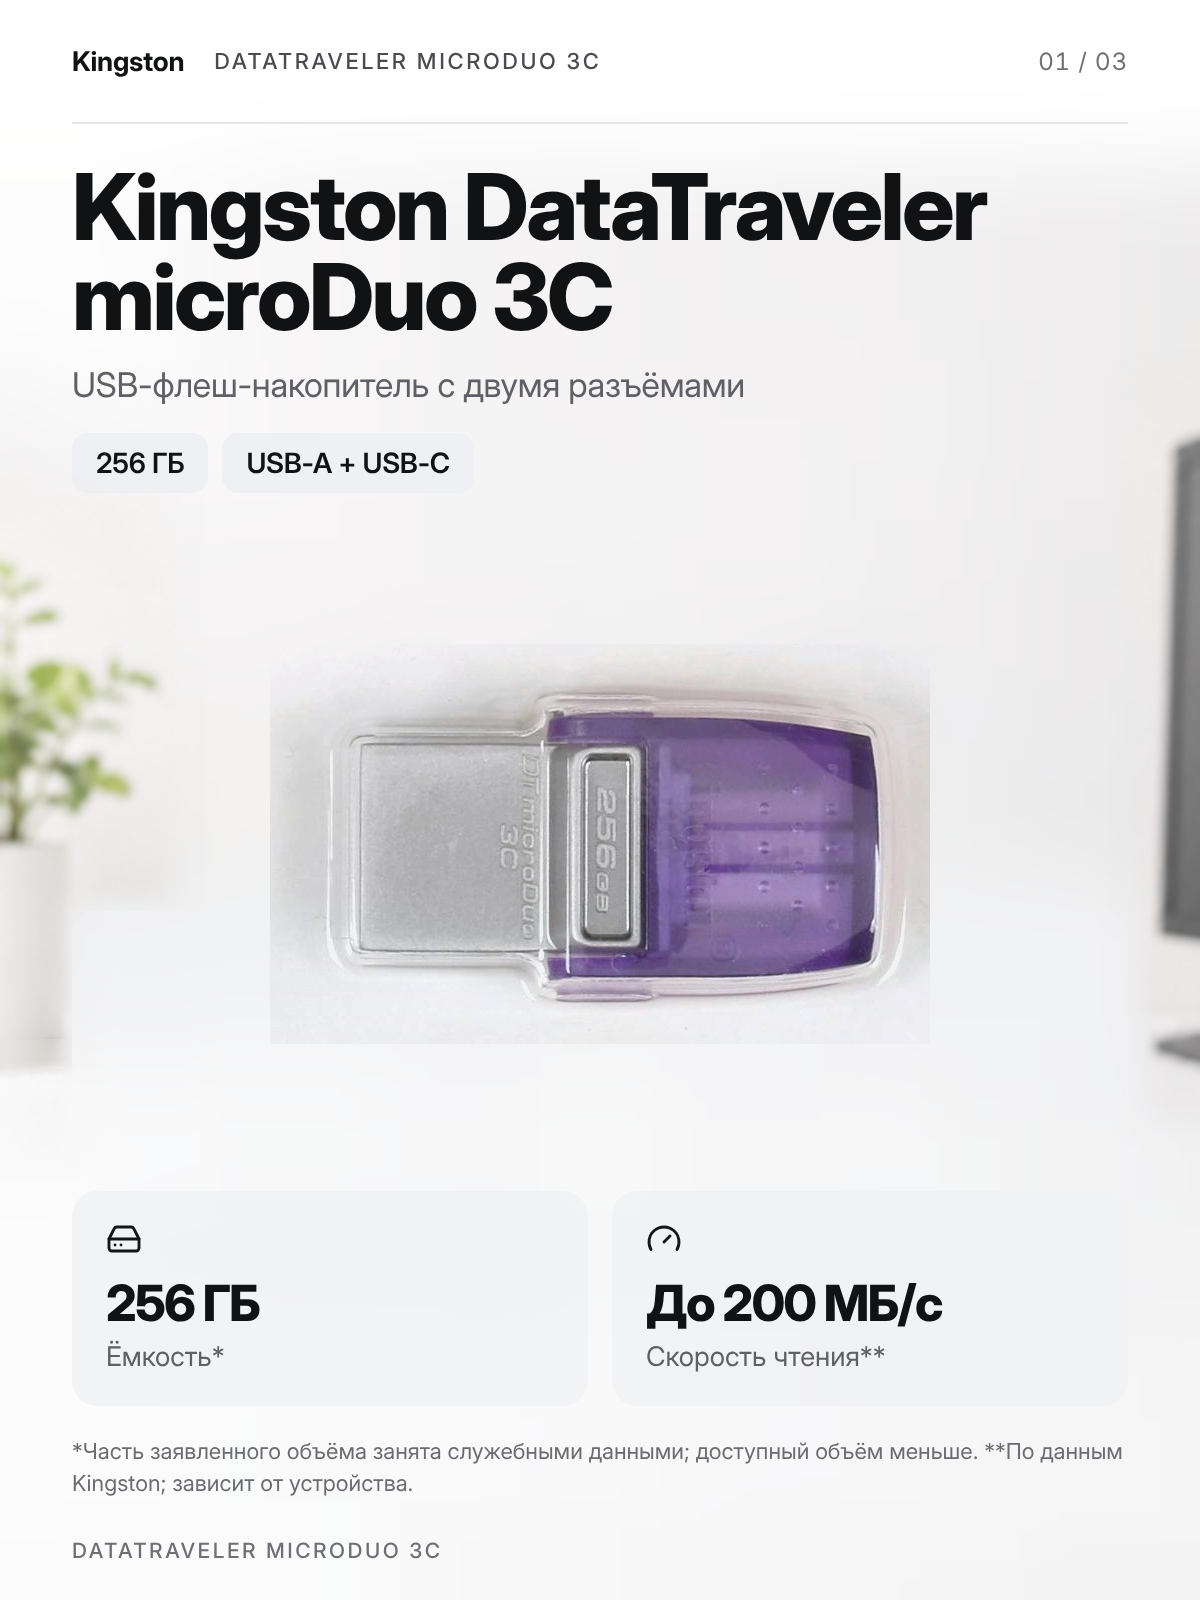 Kingston DATATRAVELER MICRODUO 3C 01 / 03
Kingston DataTraveler
microDuo 3C
USB-флеш-накопитель с двумя разъёмами
256 ГБ USB-A + USB-C
DT microDuo
3C
256GB
256 ГБ
Ёмкость*
До 200 МБ/с
Скорость чтения**
*Часть заявленного объёма занята служебными данными; доступный объём меньше. **По данным
Kingston; зависит от устройства.
DATATRAVELER MICRODUO 3C